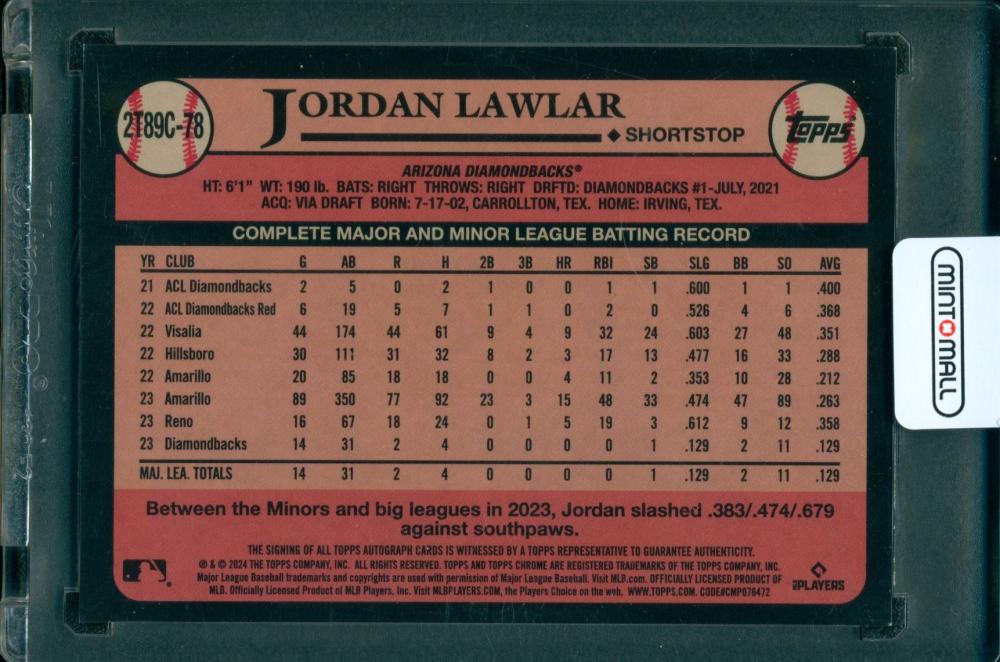 2T89C-78
JORDAN LAWLAR
◆ SHORTSTOP
topps
ARIZONA DIAMONDBACKS®
HT: 6'1" WT: 190 lb. BATS: RIGHT THROWS: RIGHT DRFTD: DIAMONDBACKS #1-JULY, 2021
ACQ: VIA DRAFT BORN: 7-17-02, CARROLLTON, TEX. HOME: IRVING, TEX.
COMPLETE MAJOR AND MINOR LEAGUE BATTING RECORD
YR CLUB G AB R H 2B 3B HR RBI SB SLG BB SO AVG
21 ACL Diamondbacks 2 5 0 2 1 0 0 1 1 .600 1 1 .400
22 ACL Diamondbacks Red 6 19 5 7 1 1 0 2 0 .526 4 6 .368
22 Visalia 44 174 44 61 9 4 9 32 24 .603 27 48 .351
22 Hillsboro 30 111 31 32 8 2 3 17 13 .477 16 33 .288
22 Amarillo 20 85 18 18 0 0 4 11 2 .353 10 28 .212
23 Amarillo 89 350 77 92 23 3 15 48 33 .474 47 89 .263
23 Reno 16 67 18 24 0 1 5 19 3 .612 9 12 .358
23 Diamondbacks 14 31 2 4 0 0 0 0 1 .129 2 11 .129
MAJ. LEA. TOTALS 14 31 2 4 0 0 0 0 1 .129 2 11 .129
Between the Minors and big leagues in 2023, Jordan slashed .383/.474/.679
against southpaws.
THE SIGNING OF ALL TOPPS AUTOGRAPH CARDS IS WITNESSED BY A TOPPS REPRESENTATIVE TO GUARANTEE AUTHENTICITY.
® & © 2024 THE TOPPS COMPANY, INC. ALL RIGHTS RESERVED. TOPPS AND TOPPS CHROME ARE REGISTERED TRADEMARKS OF THE TOPPS COMPANY, INC.
Major League Baseball trademarks and copyrights are used with permission of Major League Baseball. Visit MLB.com. OFFICIALLY LICENSED PRODUCT OF
MLB. Officially Licensed Product of MLB Players, Inc. Visit MLBPLAYERS.COM, the Players Choice on the web. WWW.TOPPS.COM. CODE#CMP076472
PLAYERS
MINTMALL